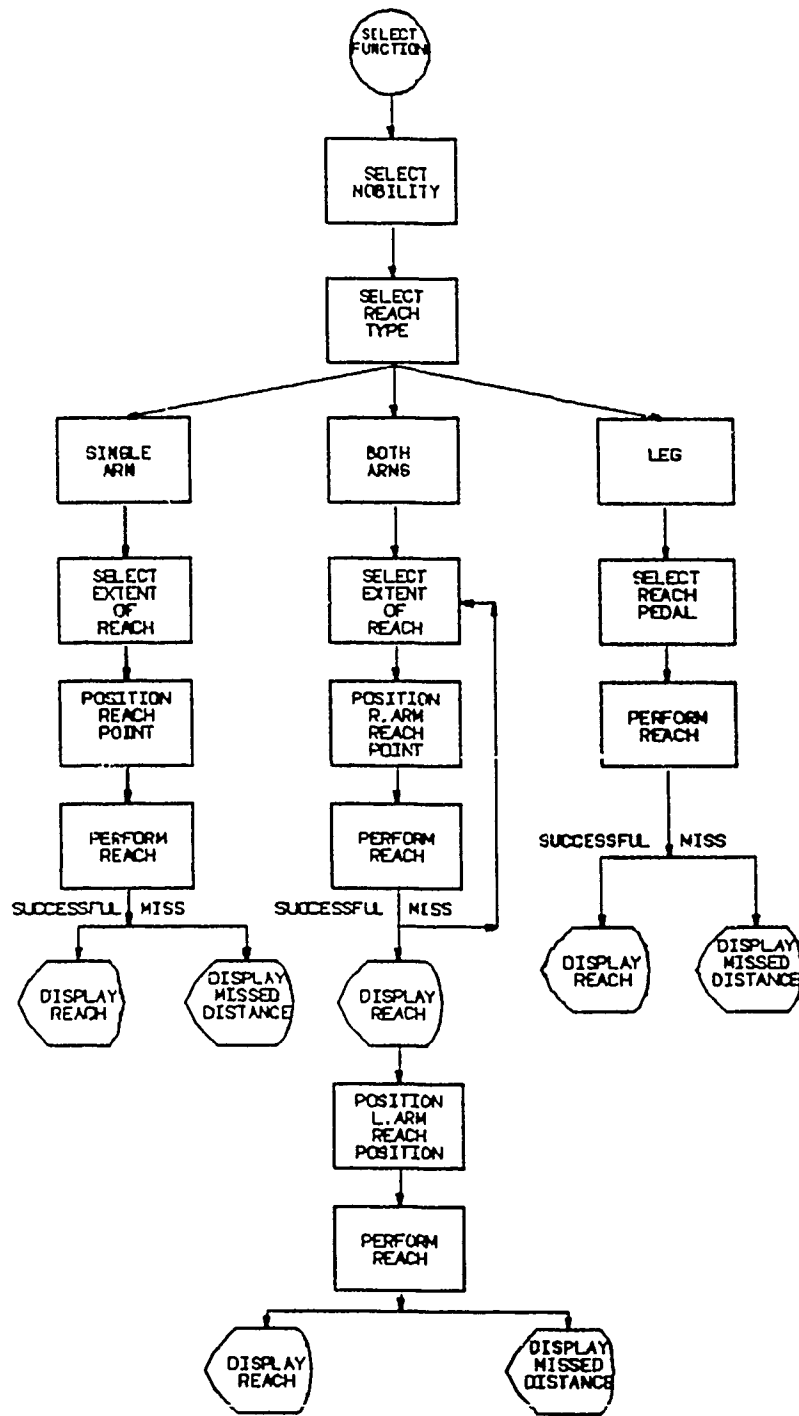 SELECT
FUNCTION
SELECT
MOBILITY
SELECT
REACH
TYPE
SINGLE
ARM
BOTH
ARMS
LEG
SELECT
EXTENT
OF
REACH
SELECT
EXTENT
OF
REACH
SELECT
REACH
PEDAL
POSITION
REACH
POINT
POSITION
R.ARM
REACH
POINT
PERFORM
REACH
PERFORM
REACH
PERFORM
REACH
SUCCESSFUL MISS
SUCCESSFUL MISS
SUCCESSFUL MISS
DISPLAY
REACH
DISPLAY
MISSED
DISTANCE
DISPLAY
REACH
DISPLAY
REACH
DISPLAY
MISSED
DISTANCE
POSITION
L.ARM
REACH
POSITION
PERFORM
REACH
DISPLAY
REACH
DISPLAY
MISSED
DISTANCE